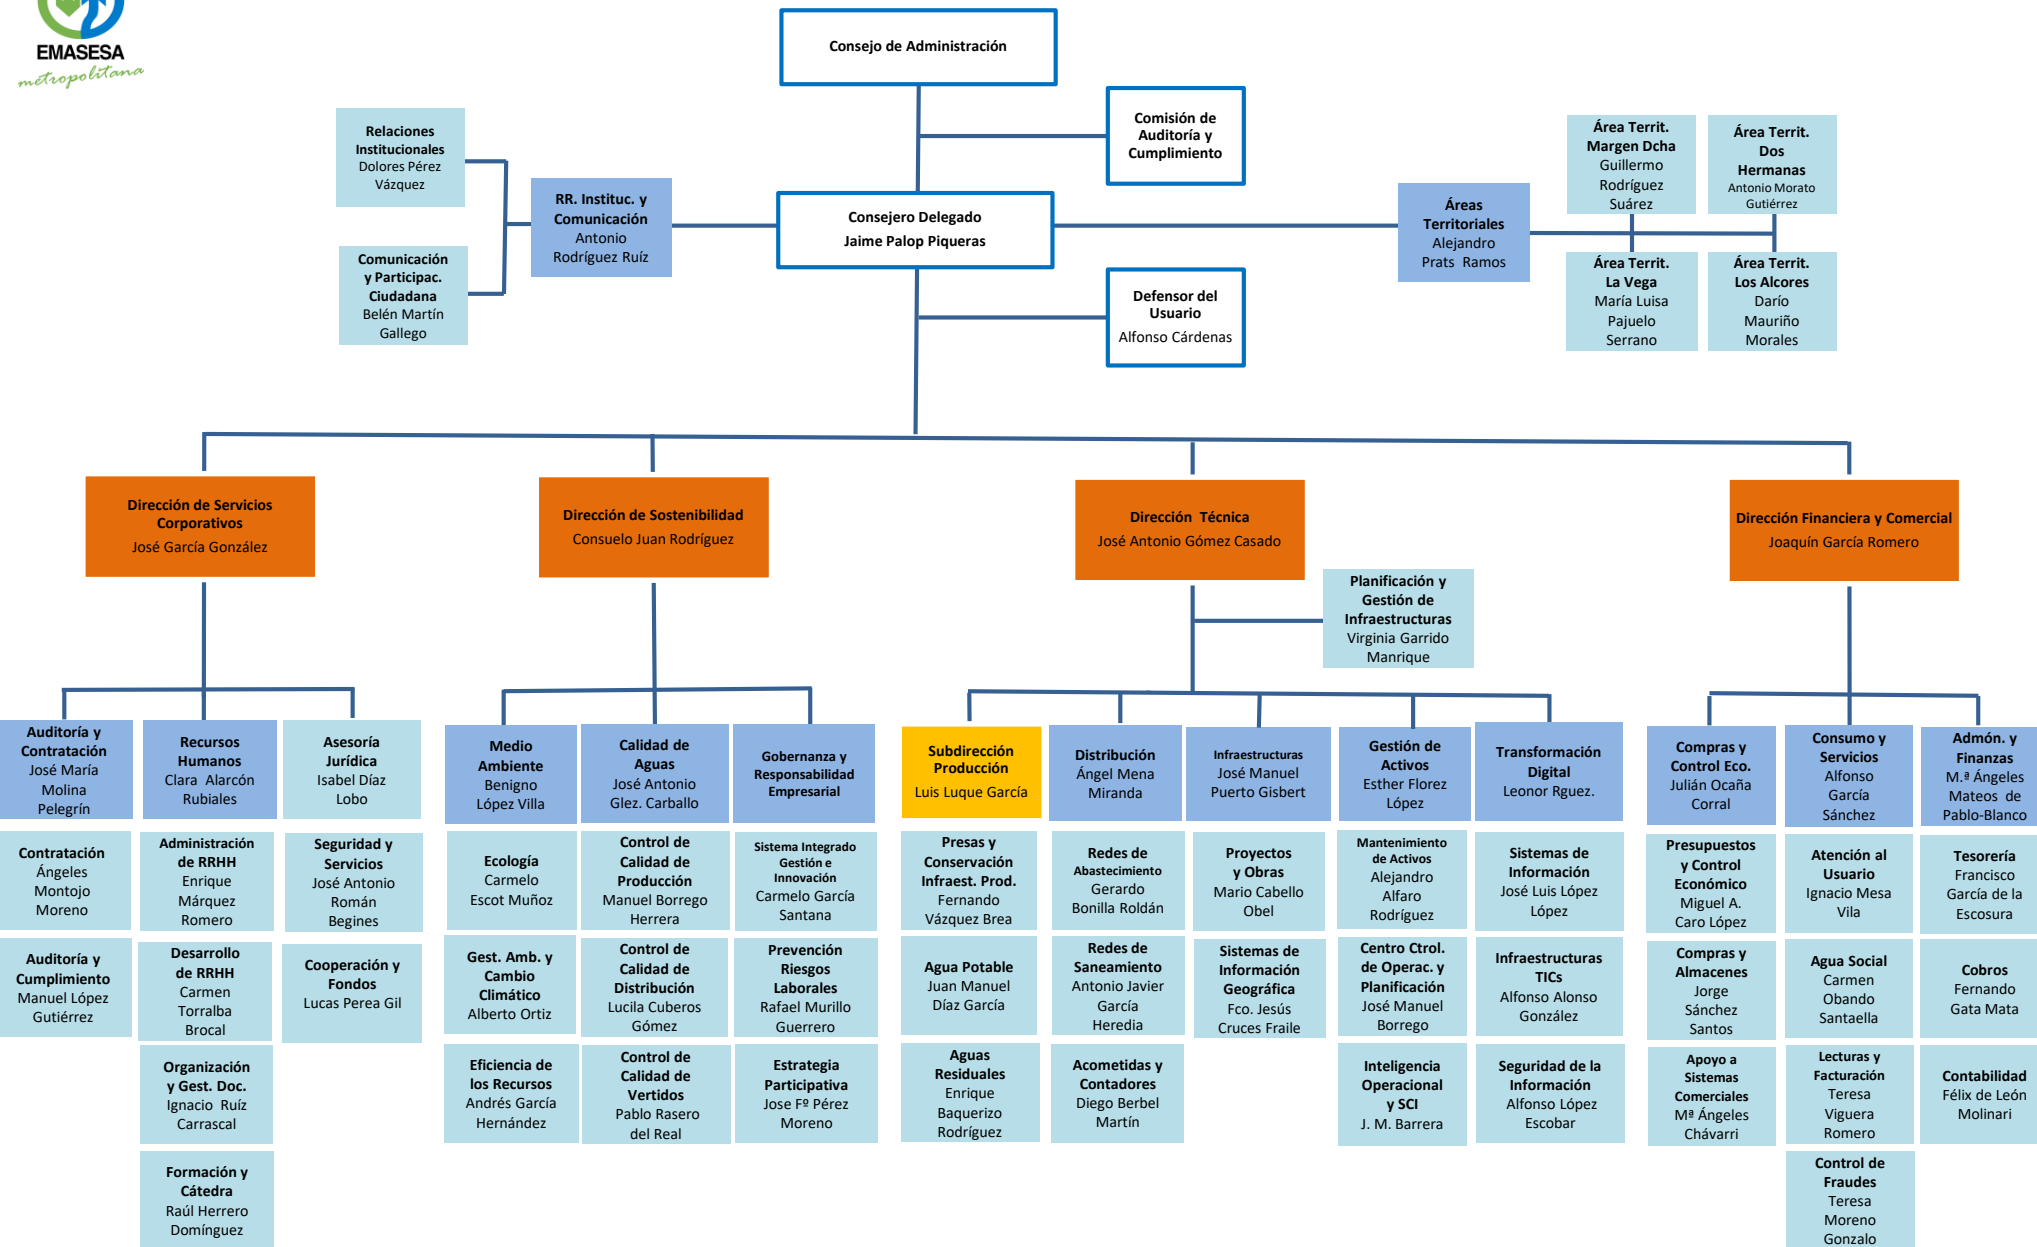 EMASESA
metropolitana
Consejo de Administración
Comisión de
Auditoría y
Cumplimiento
Relaciones
Institucionales
Dolores Pérez
Vázquez
RR. Instituc. y
Comunicación
Antonio
Rodríguez Ruíz
Comunicación
y Participac.
Ciudadana
Belén Martín
Gallego
Consejero Delegado
Jaime Palop Piqueras
Defensor del
Usuario
Alfonso Cárdenas
Áreas
Territoriales
Alejandro
Prats Ramos
Área Territ.
Margen Dcha
Guillermo
Rodríguez
Suárez
Área Territ.
Dos
Hermanas
Antonio Morato
Gutiérrez
Área Territ.
La Vega
María Luisa
Pajuelo
Serrano
Área Territ.
Los Alcores
Darío
Mauriño
Morales
Dirección de Servicios
Corporativos
José García González
Dirección de Sostenibilidad
Consuelo Juan Rodríguez
Dirección Técnica
José Antonio Gómez Casado
Dirección Financiera y Comercial
Joaquín García Romero
Planificación y
Gestión de
Infraestructuras
Virginia Garrido
Manrique
Auditoría y
Contratación
José María
Molina
Pelegrín
Recursos
Humanos
Clara Alarcón
Rubiales
Asesoría
Jurídica
Isabel Díaz
Lobo
Medio
Ambiente
Benigno
López Villa
Calidad de
Aguas
José Antonio
Glez. Carballo
Gobernanza y
Responsabilidad
Empresarial
Subdirección
Producción
Luis Luque García
Distribución
Ángel Mena
Miranda
Infraestructuras
José Manuel
Puerto Gisbert
Gestión de
Activos
Esther Florez
López
Transformación
Digital
Leonor Rguez.
Compras y
Control Eco.
Julián Ocaña
Corral
Consumo y
Servicios
Alfonso
García
Sánchez
Admón. y
Finanzas
M.ª Ángeles
Mateos de
Pablo-Blanco
Contratación
Ángeles
Montojo
Moreno
Administración
de RRHH
Enrique
Márquez
Romero
Seguridad y
Servicios
José Antonio
Román
Begines
Ecología
Carmelo
Escot Muñoz
Control de
Calidad de
Producción
Manuel Borrego
Herrera
Sistema Integrado
Gestión e
Innovación
Carmelo García
Santana
Presas y
Conservación
Infraest. Prod.
Fernando
Vázquez Brea
Redes de
Abastecimiento
Gerardo
Bonilla Roldán
Proyectos
y Obras
Mario Cabello
Obel
Mantenimiento
de Activos
Alejandro
Alfaro
Rodríguez
Sistemas de
Información
José Luis López
López
Presupuestos
y Control
Económico
Miguel A.
Caro López
Atención al
Usuario
Ignacio Mesa
Vila
Tesorería
Francisco
García de la
Escosura
Auditoría y
Cumplimiento
Manuel López
Gutiérrez
Desarrollo
de RRHH
Carmen
Torralba
Brocal
Cooperación y
Fondos
Lucas Perea Gil
Gest. Amb. y
Cambio
Climático
Alberto Ortiz
Control de
Calidad de
Distribución
Lucila Cuberos
Gómez
Prevención
Riesgos
Laborales
Rafael Murillo
Guerrero
Agua Potable
Juan Manuel
Díaz García
Redes de
Saneamiento
Antonio Javier
García
Heredia
Sistemas de
Información
Geográfica
Fco. Jesús
Cruces Fraile
Centro Ctrol.
de Operac. y
Planificación
José Manuel
Borrego
Infraestructuras
TICs
Alfonso Alonso
González
Compras y
Almacenes
Jorge
Sánchez
Santos
Agua Social
Carmen
Obando
Santaella
Cobros
Fernando
Gata Mata
Organización
y Gest. Doc.
Ignacio Ruíz
Carrascal
Eficiencia de
los Recursos
Andrés García
Hernández
Control de
Calidad de
Vertidos
Pablo Rasero
del Real
Estrategia
Participativa
Jose Fº Pérez
Moreno
Aguas
Residuales
Enrique
Baquerizo
Rodríguez
Acometidas y
Contadores
Diego Berbel
Martín
Inteligencia
Operacional
y SCI
J. M. Barrera
Seguridad de la
Información
Alfonso López
Escobar
Apoyo a
Sistemas
Comerciales
Mª Ángeles
Chávarri
Lecturas y
Facturación
Teresa
Viguera
Romero
Contabilidad
Félix de León
Molinari
Formación y
Cátedra
Raúl Herrero
Domínguez
Control de
Fraudes
Teresa
Moreno
Gonzalo